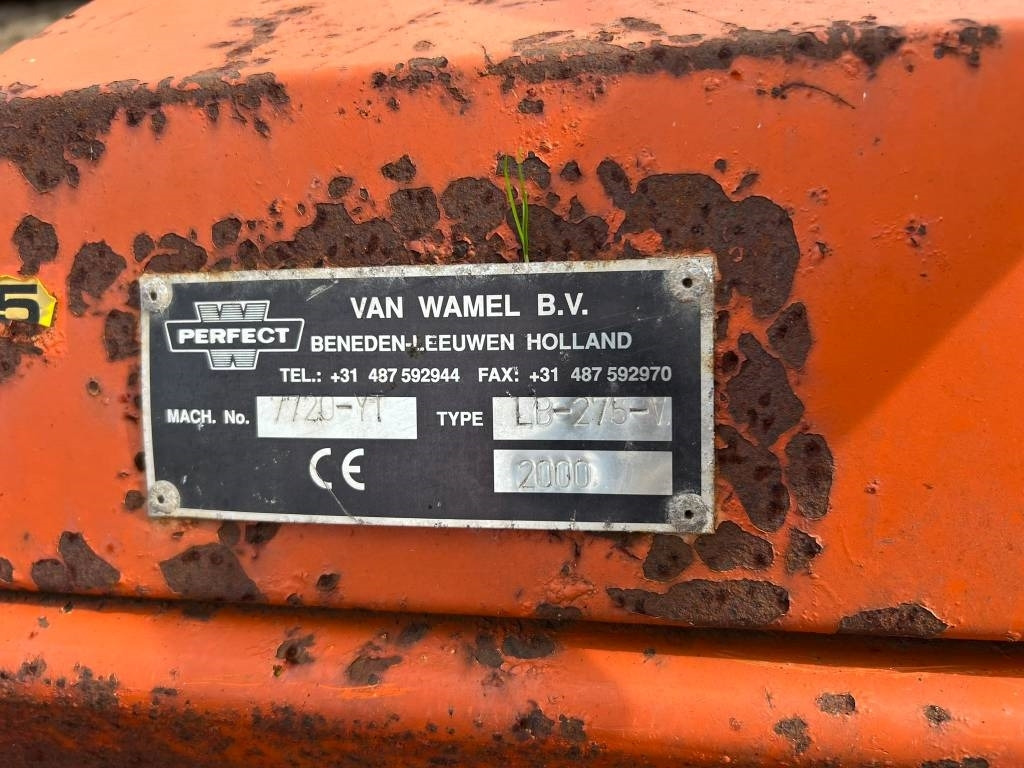 5
VAN WAMEL B.V.
W PERFECT W
BENEDEN-LEEUWEN HOLLAND
TEL.: +31 487 592944 FAX: +31 487 592970
MACH. No. 7720-YT TYPE LB-275-V.
CE 2000